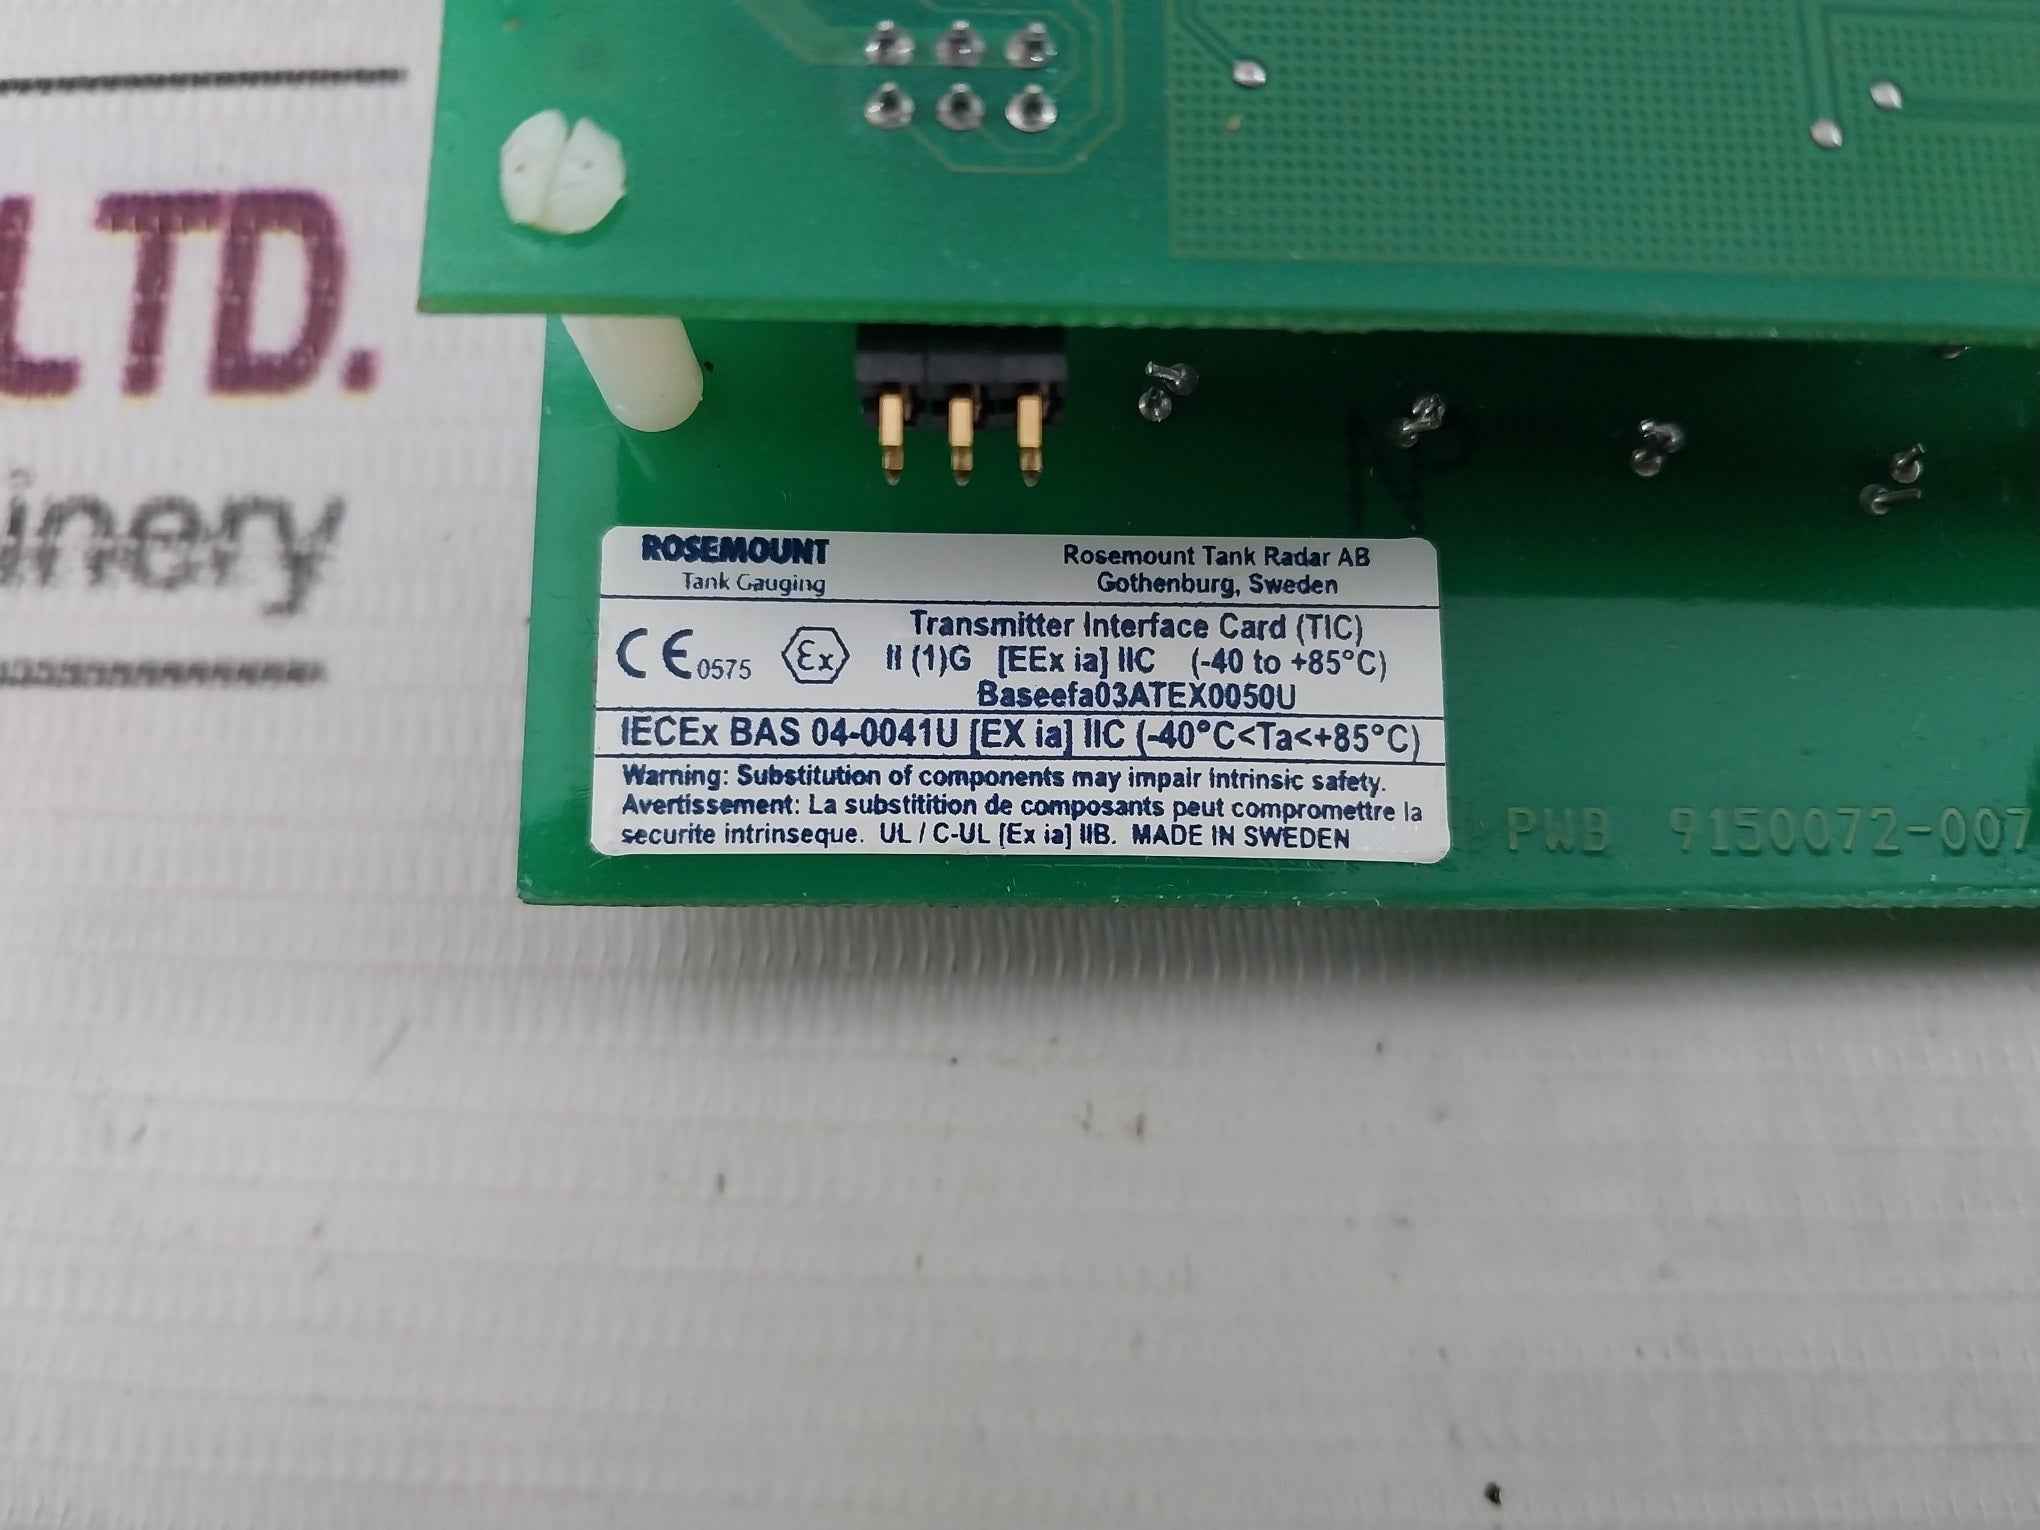 LTD.
inery
ROSEMOUNT
Tank Gauging
Rosemount Tank Radar AB
Gothenburg, Sweden
CE 0575 Ex
Transmitter Interface Card (TIC)
II (1)G [EEx ia] IIC (-40 to +85°C)
Baseefa03ATEX0050U
IECEx BAS 04-0041U [EX ia] IIC (-40°C<Ta<+85°C)
Warning: Substitution of components may impair intrinsic safety.
Avertissement: La substitition de composants peut compromettre la
securite intrinseque. UL / C-UL [Ex ia] IIB. MADE IN SWEDEN
PWB 9150072-007